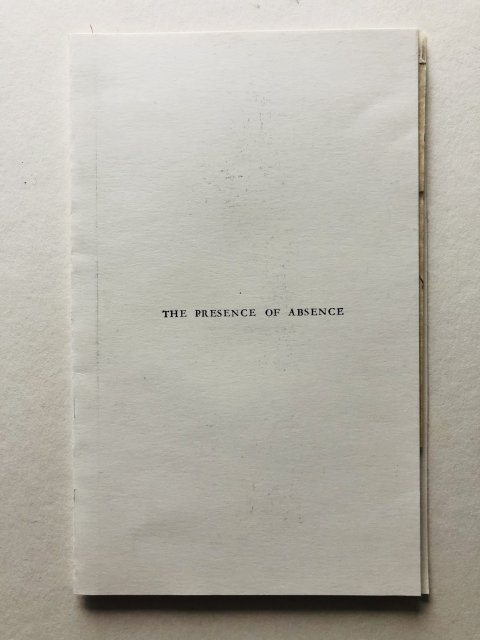 THE PRESENCE OF ABSENCE